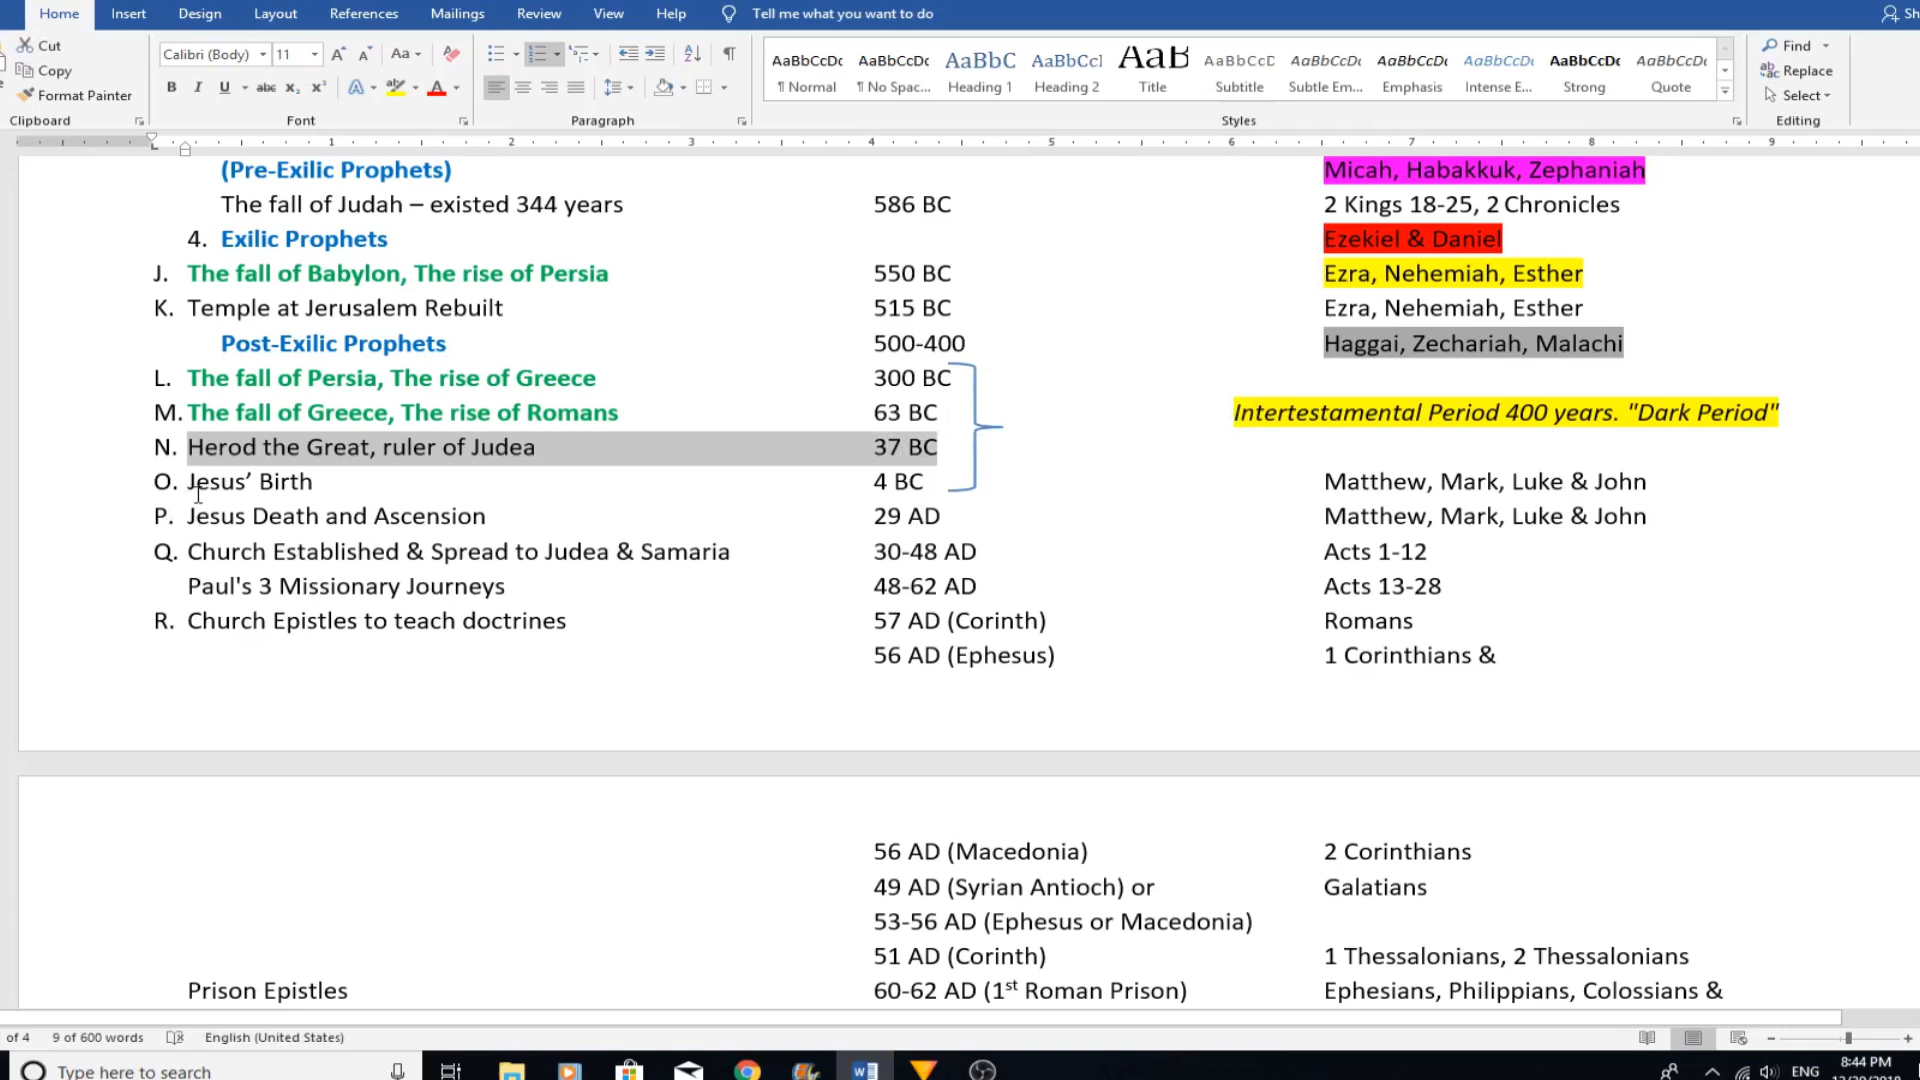 Home Insert Design Layout References Mailings Review View Help Tell me what you want to do
Cut
Copy
Format Painter
Clipboard
Calibri (Body) 11
Font
Paragraph
AaBbCcDc AaBbCcDc AaBbC AaBbCcl AaB AaBbCcC AaBbCcDc AaBbCcDc AaBbCcDc AaBbCcDc AaBbCcDc
¶ Normal ¶ No Spac... Heading 1 Heading 2 Title Subtitle Subtle Em... Emphasis Intense E... Strong Quote
Styles
Find
Replace
Select
Editing
1 2 3 4 5 6 7 8 9
(Pre-Exilic Prophets) Micah, Habakkuk, Zephaniah
The fall of Judah – existed 344 years 586 BC 2 Kings 18-25, 2 Chronicles
4. Exilic Prophets Ezekiel & Daniel
J. The fall of Babylon, The rise of Persia 550 BC Ezra, Nehemiah, Esther
K. Temple at Jerusalem Rebuilt 515 BC Ezra, Nehemiah, Esther
Post-Exilic Prophets 500-400 Haggai, Zechariah, Malachi
L. The fall of Persia, The rise of Greece 300 BC
M. The fall of Greece, The rise of Romans 63 BC Intertestamental Period 400 years. "Dark Period"
N. Herod the Great, ruler of Judea 37 BC
O. Jesus’ Birth 4 BC Matthew, Mark, Luke & John
P. Jesus Death and Ascension 29 AD Matthew, Mark, Luke & John
Q. Church Established & Spread to Judea & Samaria 30-48 AD Acts 1-12
Paul's 3 Missionary Journeys 48-62 AD Acts 13-28
R. Church Epistles to teach doctrines 57 AD (Corinth) Romans
56 AD (Ephesus) 1 Corinthians &
56 AD (Macedonia) 2 Corinthians
49 AD (Syrian Antioch) or Galatians
53-56 AD (Ephesus or Macedonia)
51 AD (Corinth) 1 Thessalonians, 2 Thessalonians
Prison Epistles 60-62 AD (1st Roman Prison) Ephesians, Philippians, Colossians &
of 4 9 of 600 words English (United States)
Type here to search ENG 8:44 PM